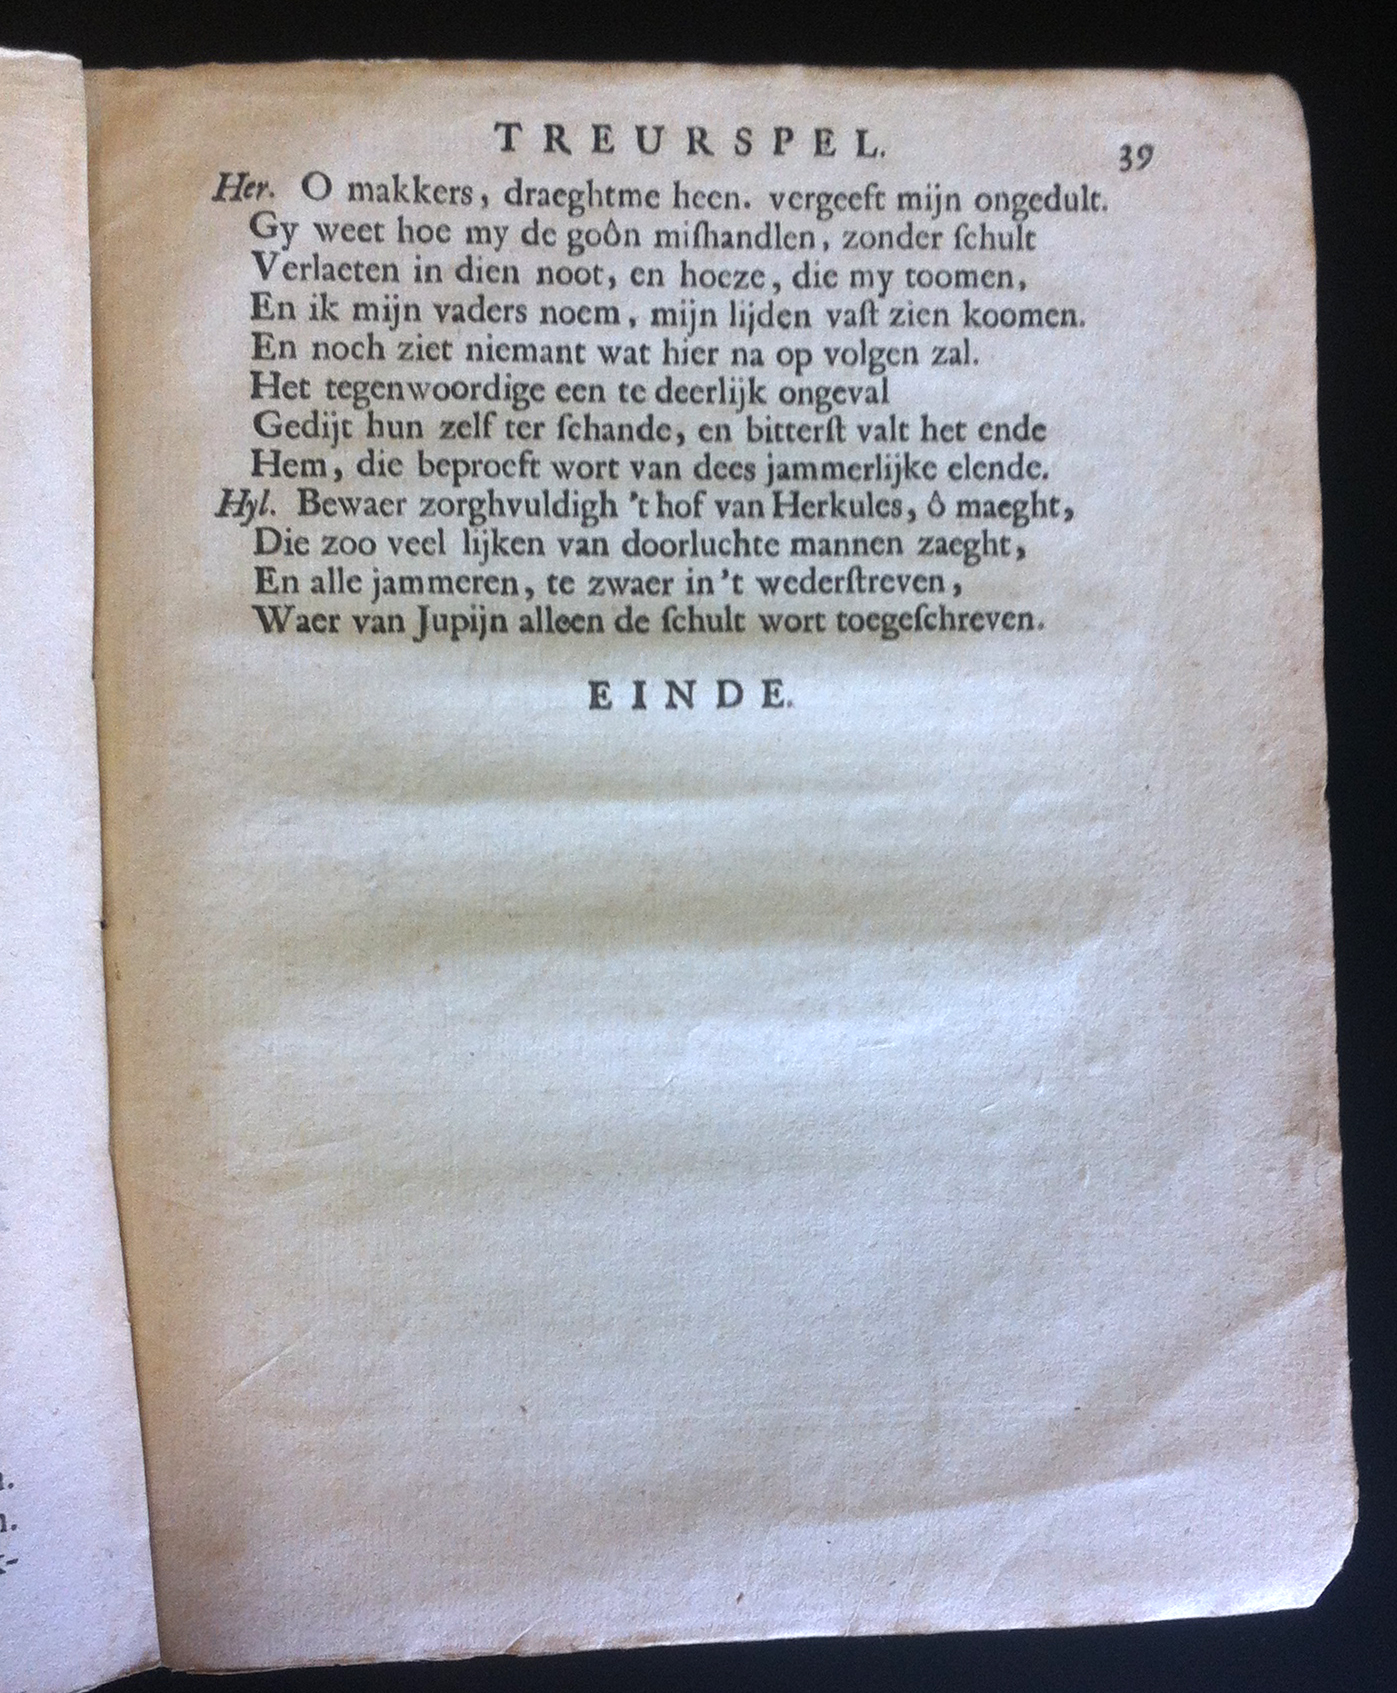 TREURSPEL. 39
Her. O makkers, draeghtme heen. vergeeft mijn ongedult.
Gy weet hoe my de goôn miſhandlen, zonder ſchult
Verlaeten in dien noot, en hoeze, die my toomen,
En ik mijn vaders noem, mijn lijden vaſt zien koomen.
En noch ziet niemant wat hier na op volgen zal.
Het tegenwoordige een te deerlijk ongeval
Gedijt hun zelf ter ſchande, en bitterſt valt het ende
Hem, die beproeft wort van dees jammerlijke elende.
Hyl. Bewaer zorghvuldigh 't hof van Herkules, ô maeght,
Die zoo veel lijken van doorluchte mannen zaeght,
En alle jammeren, te zwaer in 't wederſtreven,
Waer van Jupijn alleen de ſchult wort toegeſchreven.
EINDE.